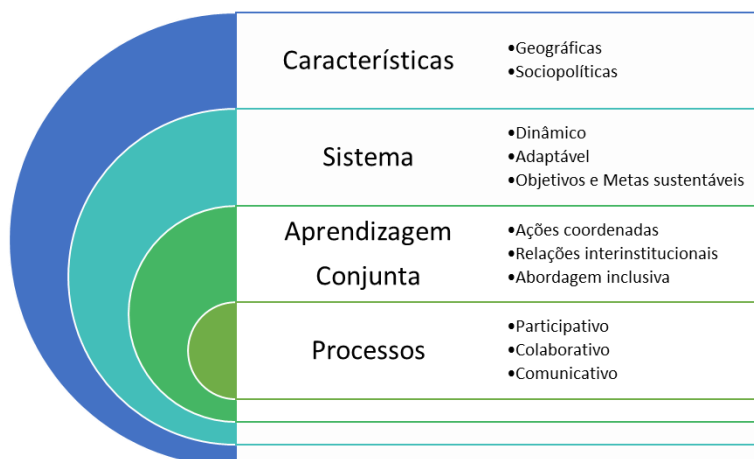 Características
•Geográficas
•Sociopolíticas
Sistema
•Dinâmico
•Adaptável
•Objetivos e Metas sustentáveis
Aprendizagem
Conjunta
•Ações coordenadas
•Relações interinstitucionais
•Abordagem inclusiva
Processos
•Participativo
•Colaborativo
•Comunicativo